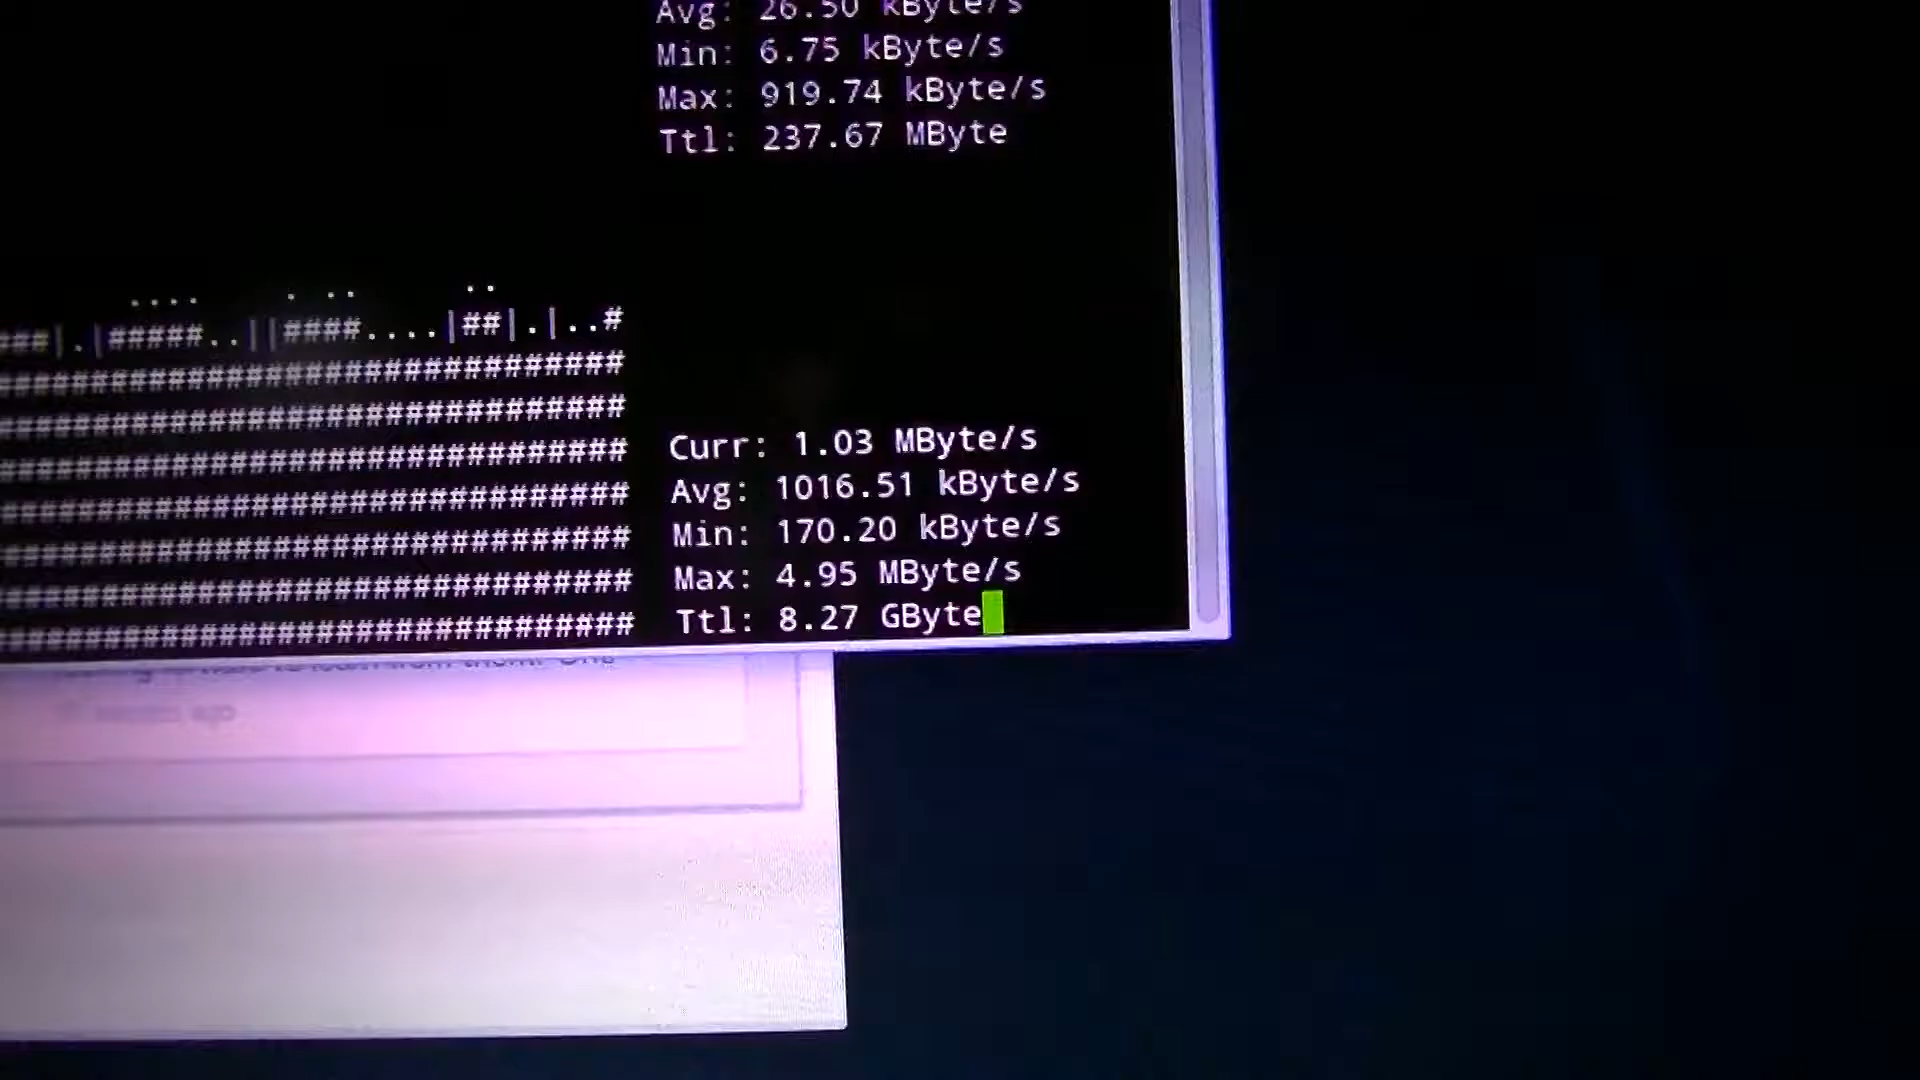 Avg: 26.50 kByte/s
Min: 6.75 kByte/s
Max: 919.74 kByte/s
Ttl: 237.67 MByte
.... . .. ..
###|.|#####..||####....|##|.|..#
################################
################################
################################
################################
Curr: 1.03 MByte/s
Avg: 1016.51 kByte/s
Min: 170.20 kByte/s
Max: 4.95 MByte/s
Ttl: 8.27 GByte
ago